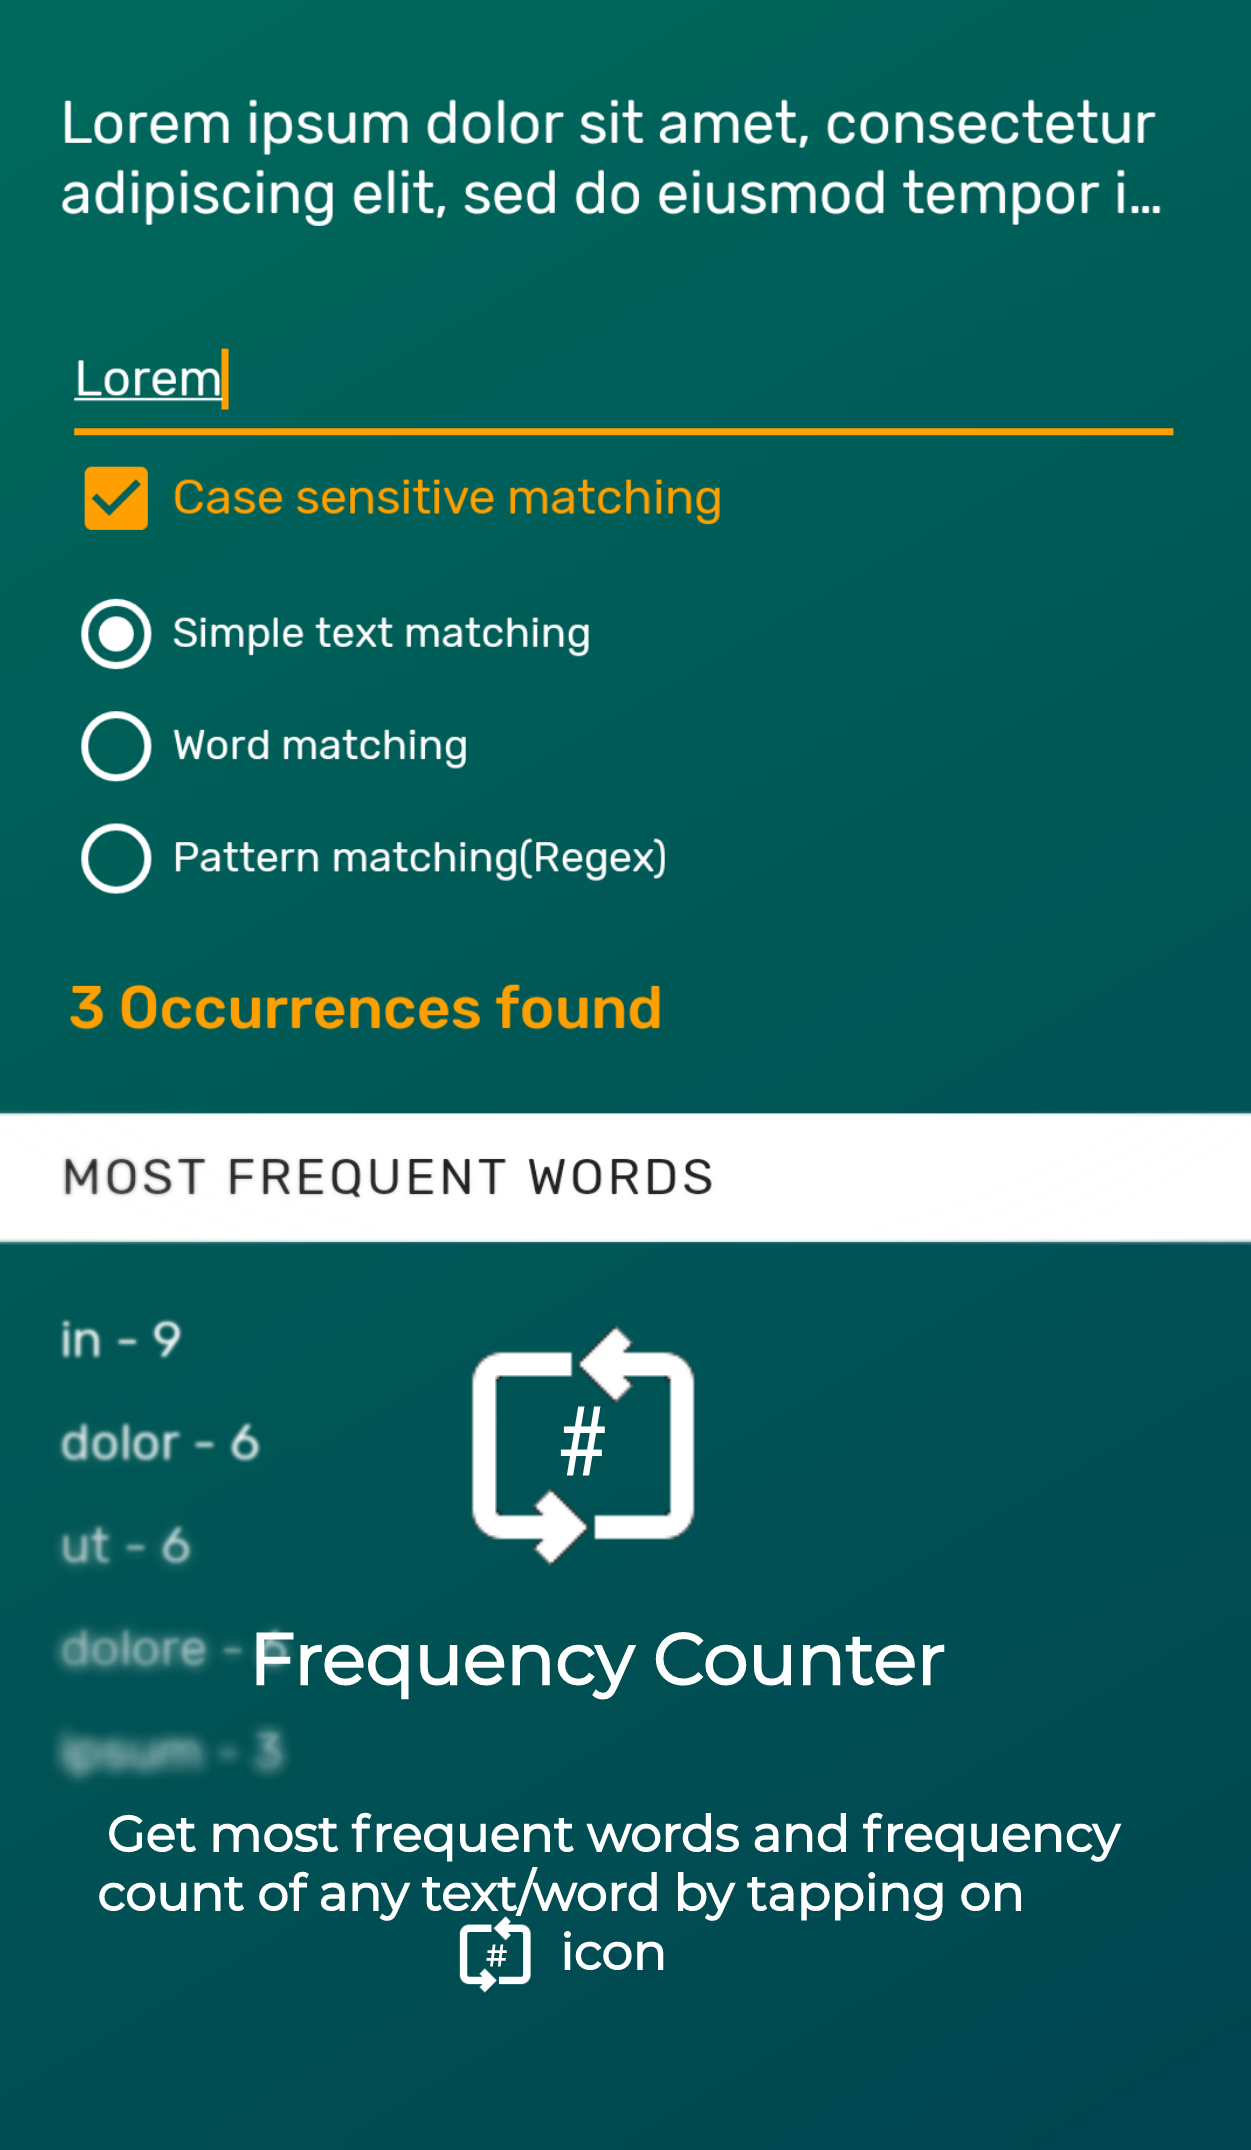 Lorem ipsum dolor sit amet, consectetur
adipiscing elit, sed do eiusmod tempor i...
Lorem
Case sensitive matching
Simple text matching
Word matching
Pattern matching(Regex)
3 Occurrences found
MOST FREQUENT WORDS
in - 9
dolor - 6
#
ut - 6
dolore - 6
Frequency Counter
ipsum - 3
Get most frequent words and frequency
count of any text/word by tapping on
# icon